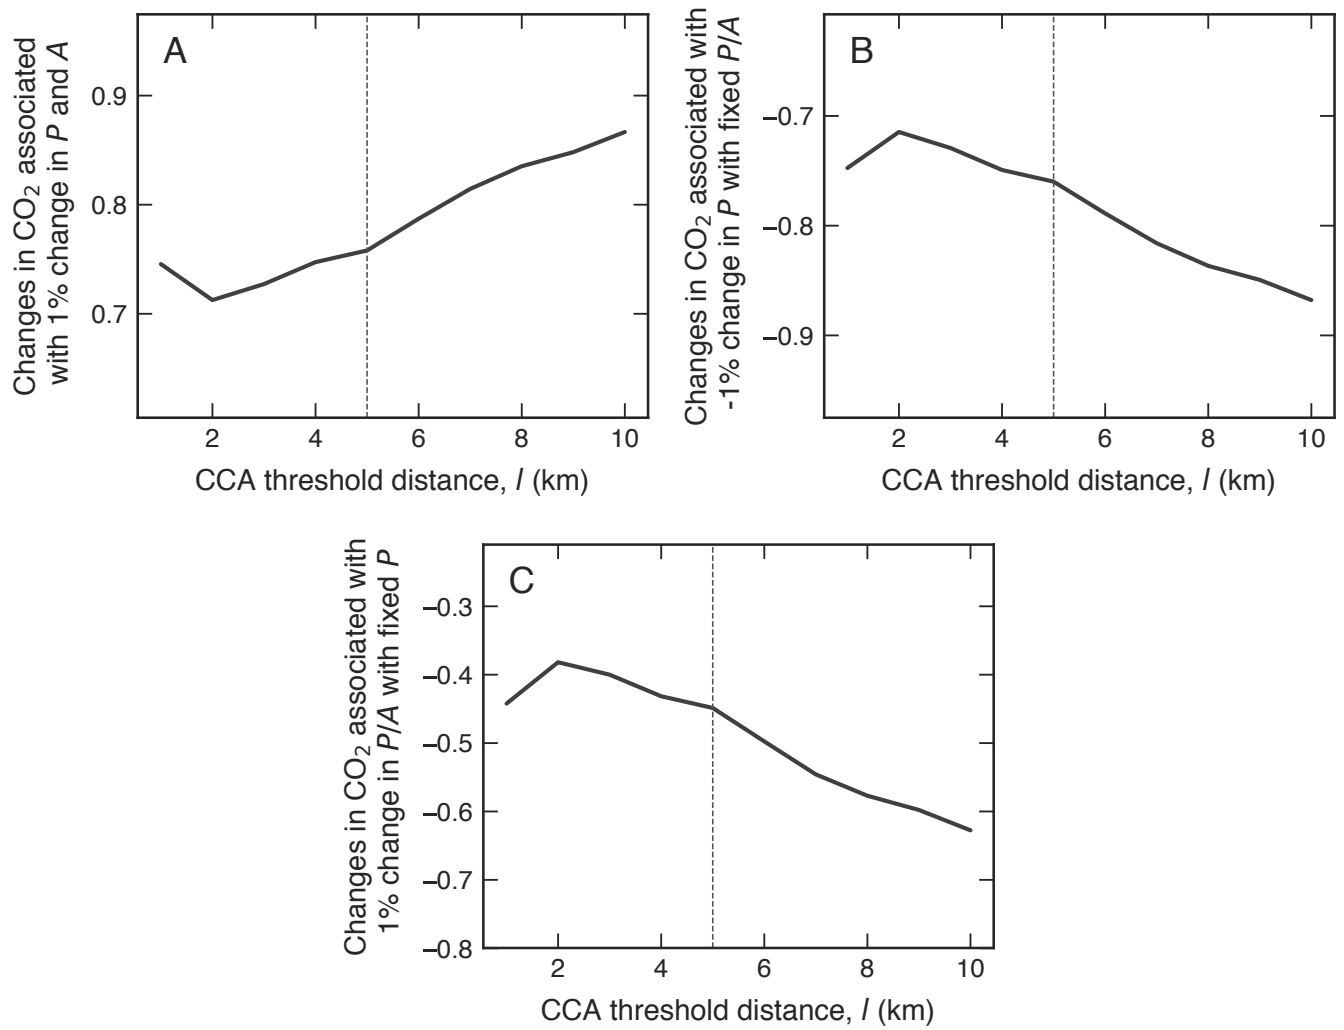 Changes in CO2 associated
with 1% change in P and A
A
0.9
0.8
0.7
2 4 6 8 10
CCA threshold distance, l (km)
Changes in CO2 associated with
-1% change in P with fixed P/A
B
−0.7
−0.8
−0.9
2 4 6 8 10
CCA threshold distance, l (km)
Changes in CO2 associated with
1% change in P/A with fixed P
C
−0.3
−0.4
−0.5
−0.6
−0.7
−0.8
2 4 6 8 10
CCA threshold distance, l (km)